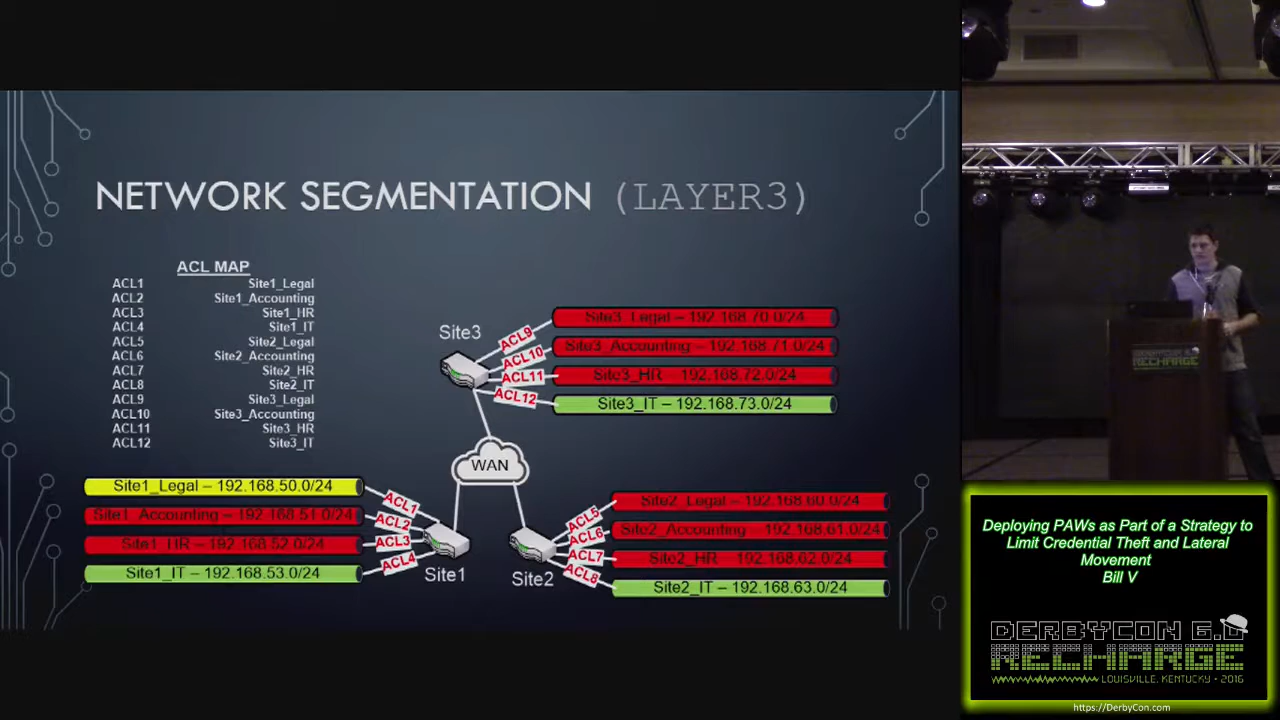 NETWORK SEGMENTATION (LAYER3)
ACL MAP
ACL1 Site1_Legal
ACL2 Site1_Accounting
ACL3 Site1_HR
ACL4 Site1_IT
ACL5 Site2_Legal
ACL6 Site2_Accounting
ACL7 Site2_HR
ACL8 Site2_IT
ACL9 Site3_Legal
ACL10 Site3_Accounting
ACL11 Site3_HR
ACL12 Site3_IT
Site3
ACL9
ACL10
ACL11
ACL12
Site3_Legal – 192.168.70.0/24
Site3_Accounting – 192.168.71.0/24
Site3_HR – 192.168.72.0/24
Site3_IT – 192.168.73.0/24
WAN
Site1_Legal – 192.168.50.0/24
Site1_Accounting – 192.168.51.0/24
Site1_HR – 192.168.52.0/24
Site1_IT – 192.168.53.0/24
ACL1
ACL2
ACL3
ACL4
Site1
Site2
ACL5
ACL6
ACL7
ACL8
Site2_Legal – 192.168.60.0/24
Site2_Accounting – 192.168.61.0/24
Site2_HR – 192.168.62.0/24
Site2_IT – 192.168.63.0/24
DERBYCON 6.0
RECHARGE
Deploying PAWs as Part of a Strategy to
Limit Credential Theft and Lateral
Movement
Bill V
DERBYCON 6.0
RECHARGE
LOUISVILLE, KENTUCKY • 2016
https://DerbyCon.com